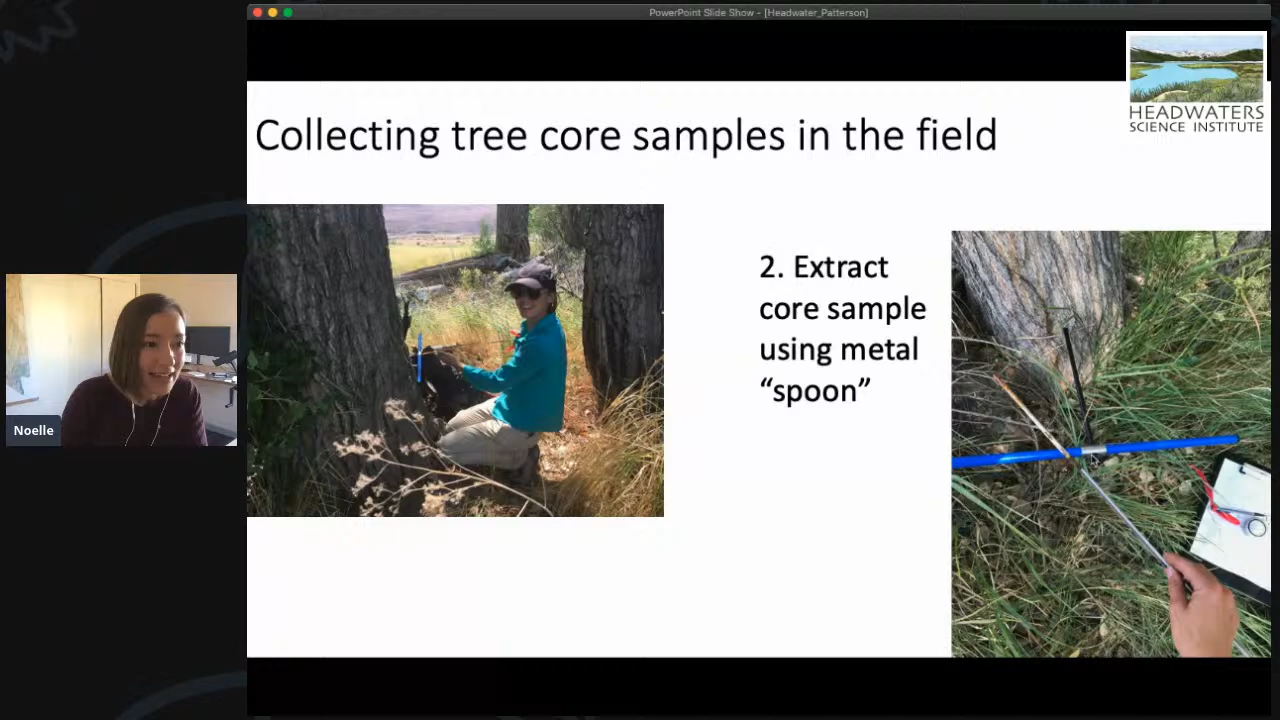 PowerPoint Slide Show - [Headwater_Patterson]
HEADWATERS
SCIENCE INSTITUTE
Collecting tree core samples in the field
2. Extract
core sample
using metal
“spoon”
Noelle